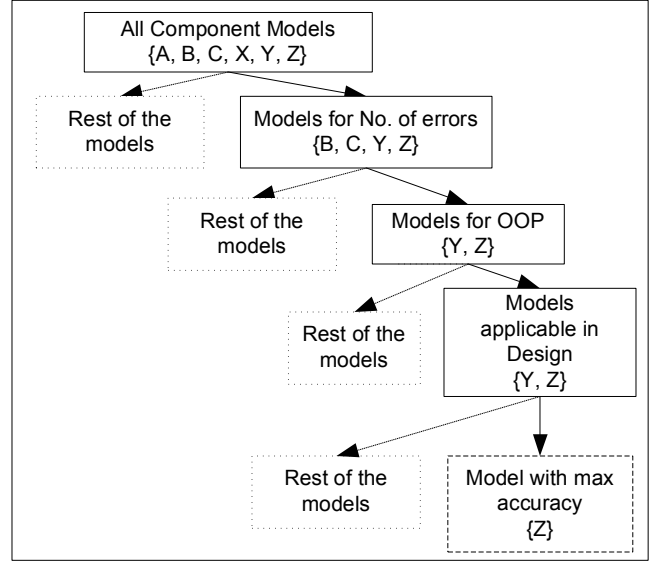 All Component Models
{A, B, C, X, Y, Z}
Rest of the
models
Models for No. of errors
{B, C, Y, Z}
Rest of the
models
Models for OOP
{Y, Z}
Rest of the
models
Models
applicable in
Design
{Y, Z}
Rest of the
models
Model with max
accuracy
{Z}